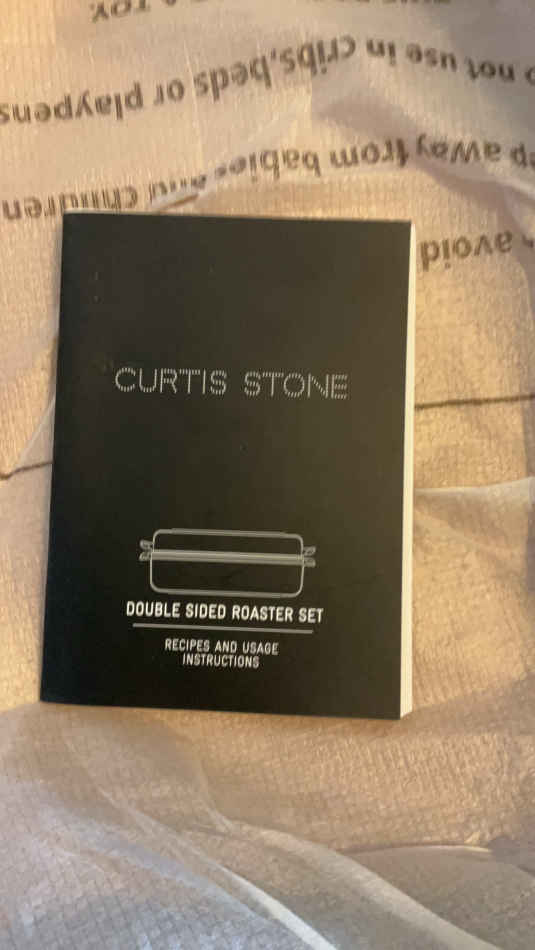 A TOY.
not use in cribs, beds or playpens
away from babies and children
avoid
CURTIS STONE
DOUBLE SIDED ROASTER SET
RECIPES AND USAGE
INSTRUCTIONS